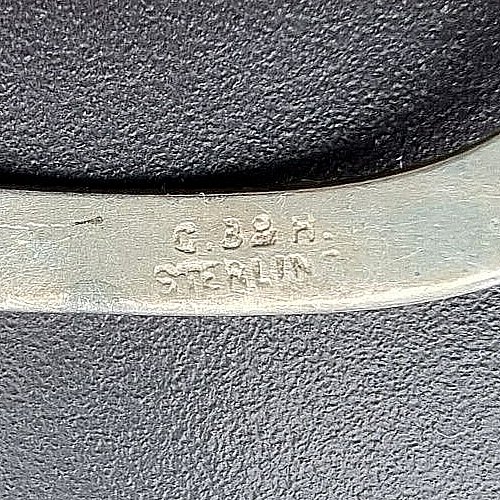 G. B & H.
STERLIN